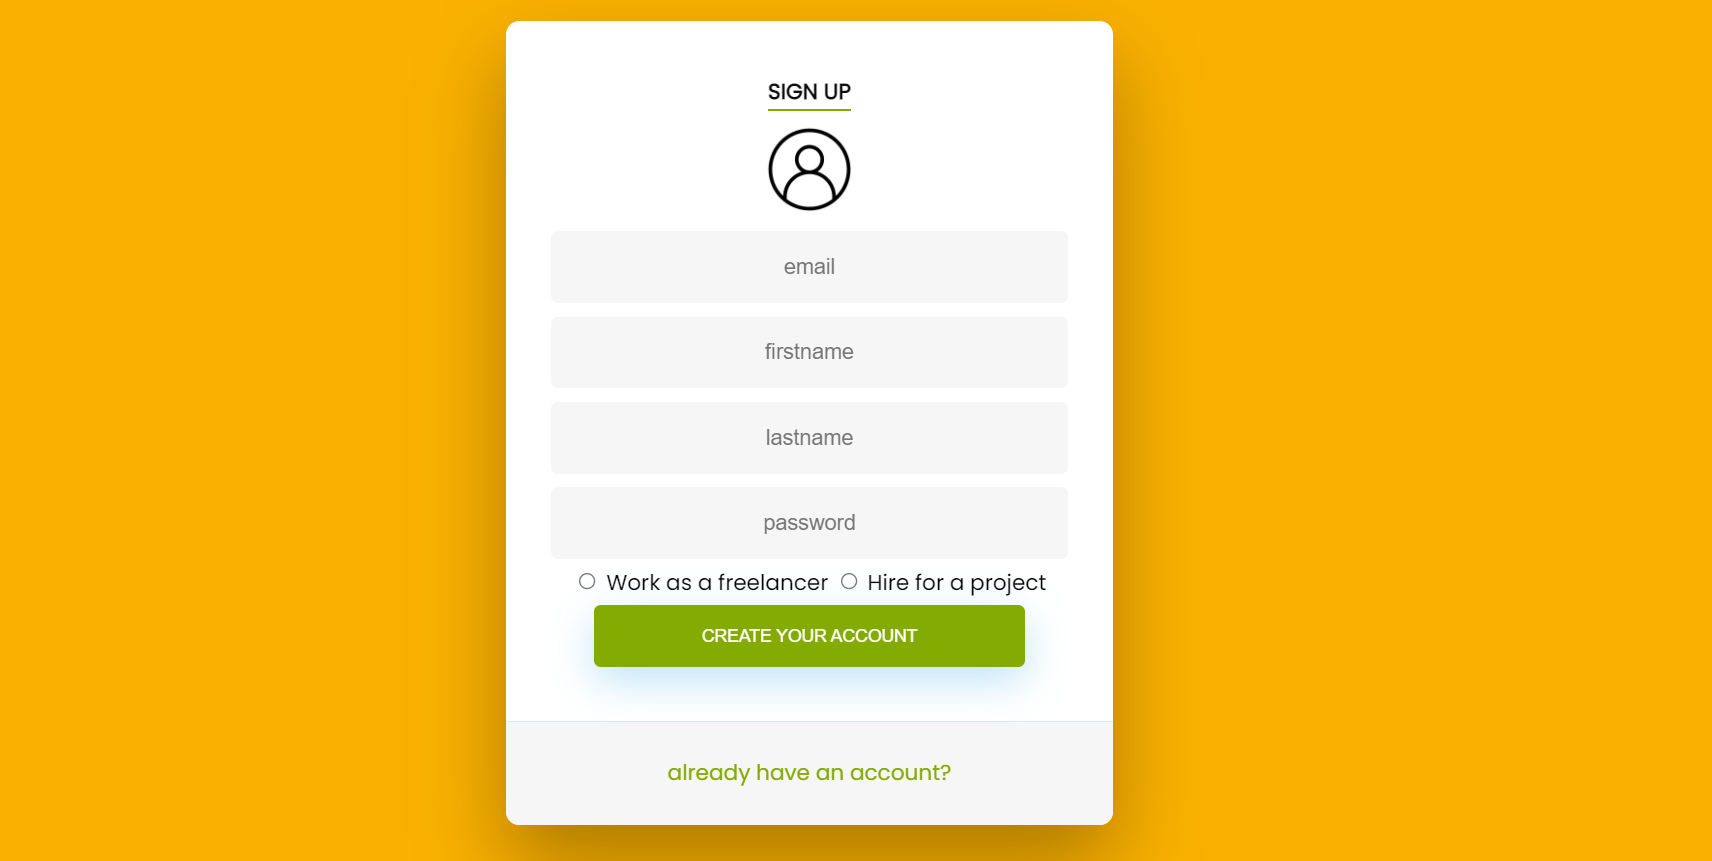 SIGN UP
email
firstname
lastname
password
Work as a freelancer Hire for a project
CREATE YOUR ACCOUNT
already have an account?